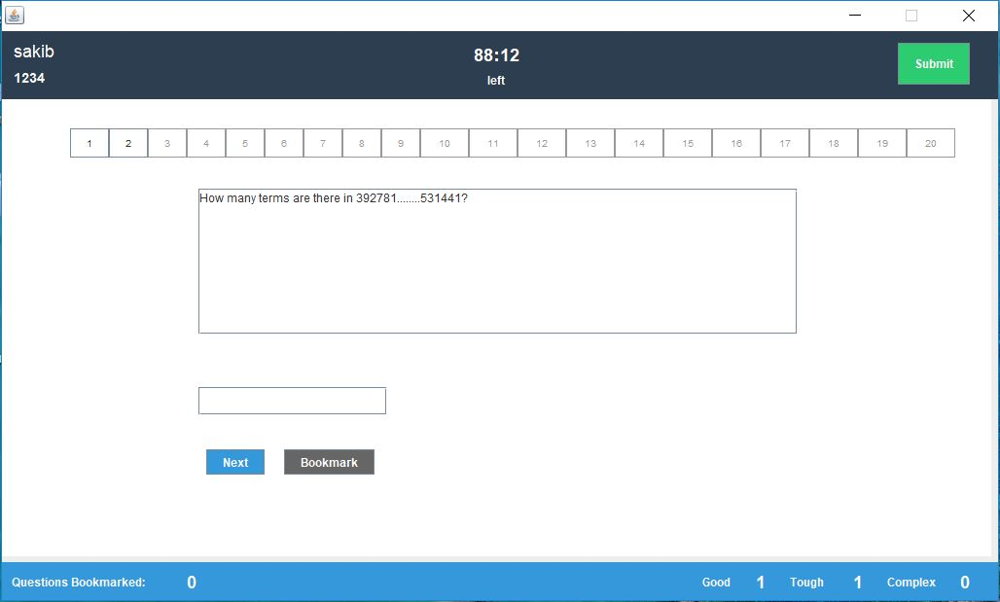 sakib
1234
88:12
left
Submit
1 2 3 4 5 6 7 8 9 10 11 12 13 14 15 16 17 18 19 20
How many terms are there in 392781........531441?
Next Bookmark
Questions Bookmarked: 0 Good 1 Tough 1 Complex 0